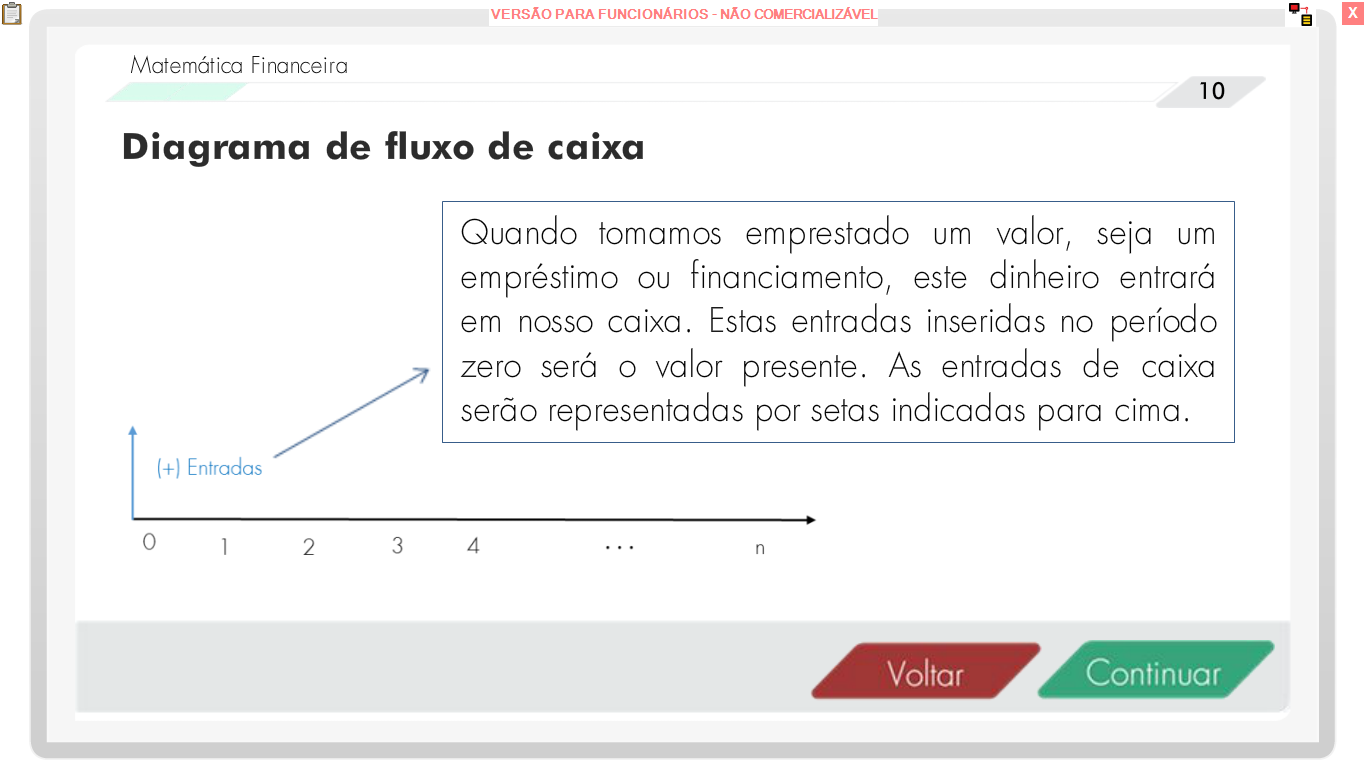 VERSÃO PARA FUNCIONÁRIOS - NÃO COMERCIALIZÁVEL
X
Matemática Financeira
10
Diagrama de fluxo de caixa
Quando tomamos emprestado um valor, seja um
empréstimo ou financiamento, este dinheiro entrará
em nosso caixa. Estas entradas inseridas no período
zero será o valor presente. As entradas de caixa
serão representadas por setas indicadas para cima.
(+) Entradas
0 1 2 3 4 ... n
Voltar
Continuar